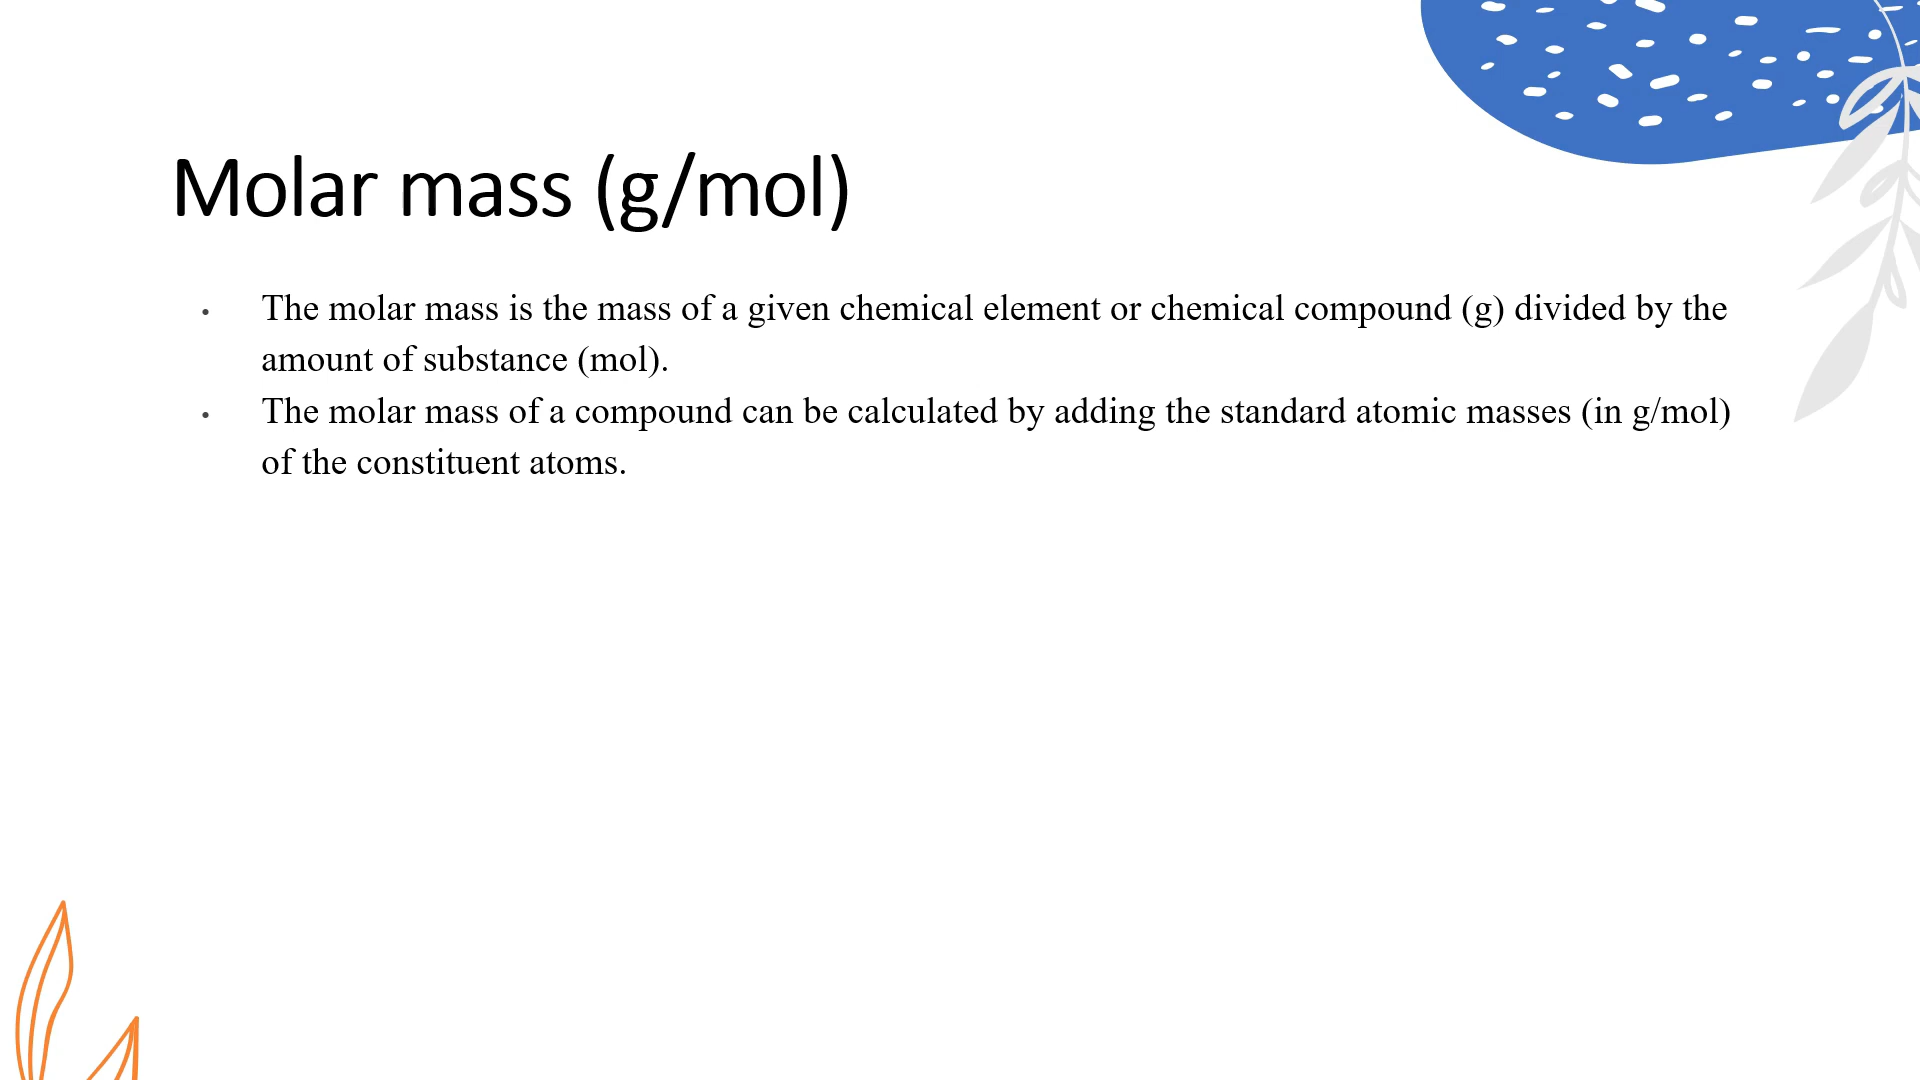 Molar mass (g/mol)
• The molar mass is the mass of a given chemical element or chemical compound (g) divided by the
amount of substance (mol).
• The molar mass of a compound can be calculated by adding the standard atomic masses (in g/mol)
of the constituent atoms.